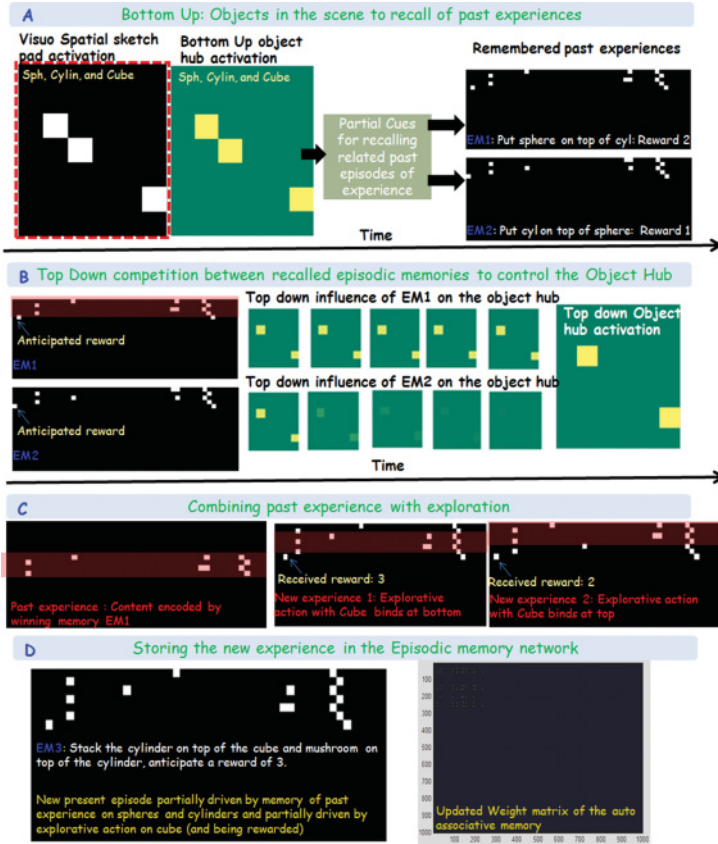 A
Bottom Up: Objects in the scene to recall of past experiences
Visuo Spatial sketch
pad activation
Sph, Cylin, and Cube
Bottom Up object
hub activation
Sph, Cylin, and Cube
Partial Cues
for recalling
related past
episodes of
experience
Remembered past experiences
EM1: Put sphere on top of cyl: Reward 2
EM2: Put cyl on top of sphere: Reward 1
Time
B
Top Down competition between recalled episodic memories to control the Object Hub
Anticipated reward
EM1
Anticipated reward
EM2
Top down influence of EM1 on the object hub
Top down influence of EM2 on the object hub
Top down Object
hub activation
Time
C
Combining past experience with exploration
Past experience : Content encoded by
winning memory EM1
Received reward: 3
New experience 1: Explorative
action with Cube binds at bottom
Received reward: 2
New experience 2: Explorative action
with Cube binds at top
D
Storing the new experience in the Episodic memory network
EM3: Stack the cylinder on top of the cube and mushroom on
top of the cylinder, anticipate a reward of 3.
New present episode partially driven by memory of past
experience on spheres and cylinders and partially driven by
explorative action on cube (and being rewarded)
100
200
300
400
500
600
700
800
900
1000
Updated Weight matrix of the auto
associative memory
100 200 300 400 500 600 700 800 900 1000